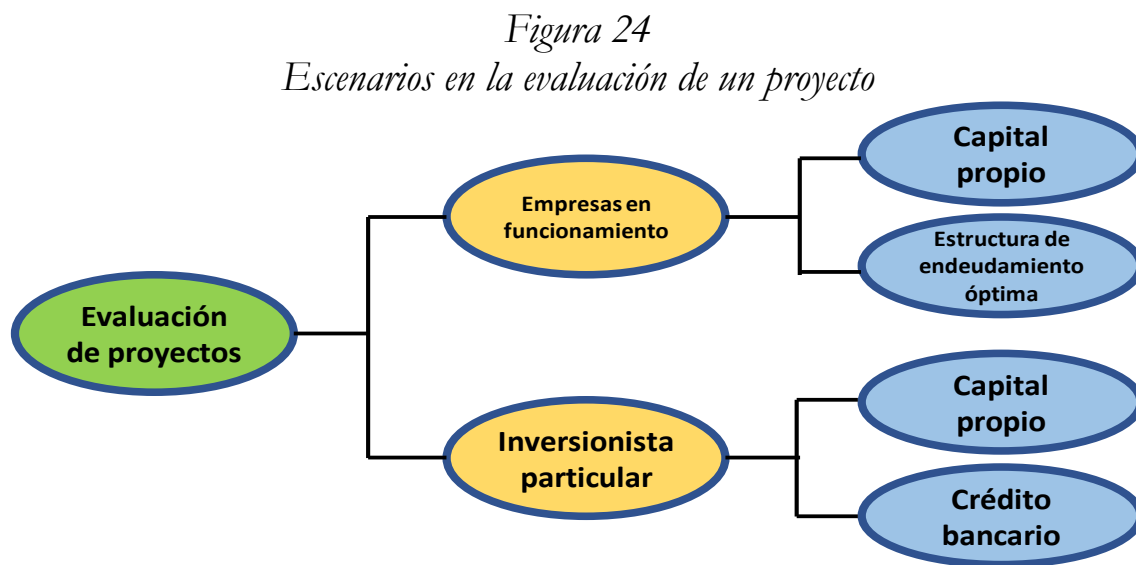 Figura 24
Escenarios en la evaluación de un proyecto
Evaluación
de proyectos
Empresas en
funcionamiento
Capital
propio
Estructura de
endeudamiento
óptima
Inversionista
particular
Capital
propio
Crédito
bancario